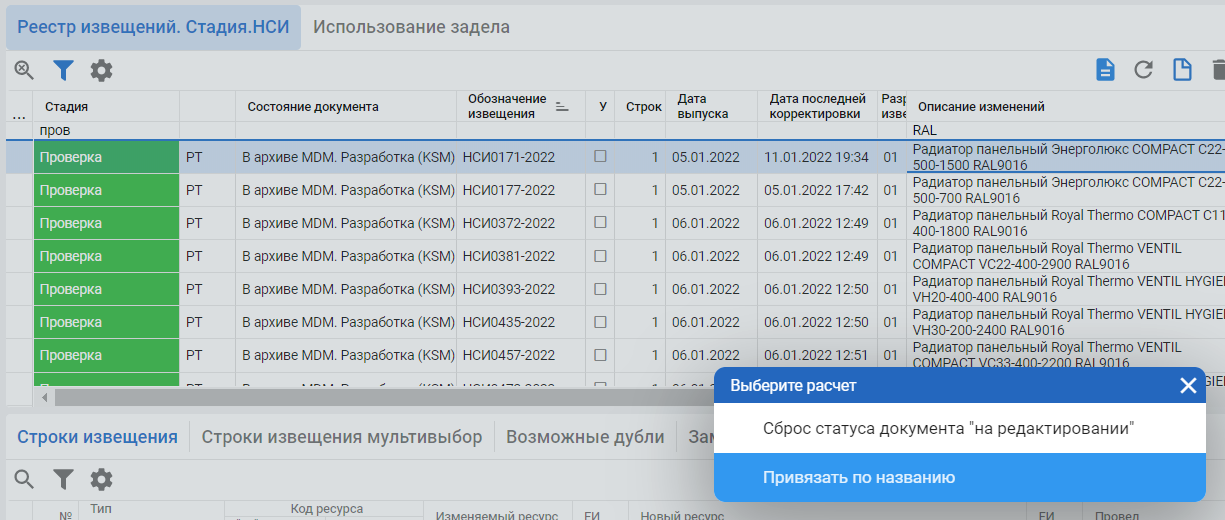 Реестр извещений. Стадия.НСИ Использование задела
... Стадия Состояние документа Обозначение извещения У Строк Дата выпуска Дата последней корректировки Описание изменений
пров RAL
Проверка РТ В архиве MDM. Разработка (KSM) НСИ0171-2022 1 05.01.2022 11.01.2022 19:34 01 Радиатор панельный Энерголюкс COMPACT C22-
500-1500 RAL9016
Проверка РТ В архиве MDM. Разработка (KSM) НСИ0177-2022 1 05.01.2022 05.01.2022 17:42 01 Радиатор панельный Энерголюкс COMPACT C22-
500-700 RAL9016
Проверка РТ В архиве MDM. Разработка (KSM) НСИ0372-2022 1 06.01.2022 06.01.2022 12:49 01 Радиатор панельный Royal Thermo COMPACT C11
400-1800 RAL9016
Проверка РТ В архиве MDM. Разработка (KSM) НСИ0381-2022 1 06.01.2022 06.01.2022 12:49 01 Радиатор панельный Royal Thermo VENTIL
COMPACT VC22-400-2900 RAL9016
Проверка РТ В архиве MDM. Разработка (KSM) НСИ0393-2022 1 06.01.2022 06.01.2022 12:50 01 Радиатор панельный Royal Thermo VENTIL HYGIE
VH20-400-400 RAL9016
Проверка РТ В архиве MDM. Разработка (KSM) НСИ0435-2022 1 06.01.2022 06.01.2022 12:50 01 Радиатор панельный Royal Thermo VENTIL HYGIE
VH30-200-2400 RAL9016
Проверка РТ В архиве MDM. Разработка (KSM) НСИ0457-2022 1 06.01.2022 06.01.2022 12:51 01 Радиатор панельный Royal Thermo VENTIL
COMPACT VC33-400-2200 RAL9016
Выберите расчет
Сброс статуса документа "на редактировании"
Привязать по названию
Строки извещения Строки извещения мультивыбор Возможные дубли
№ Тип Код ресурса Изменяемый ресурс ЕИ Новый ресурс ЕИ Провед